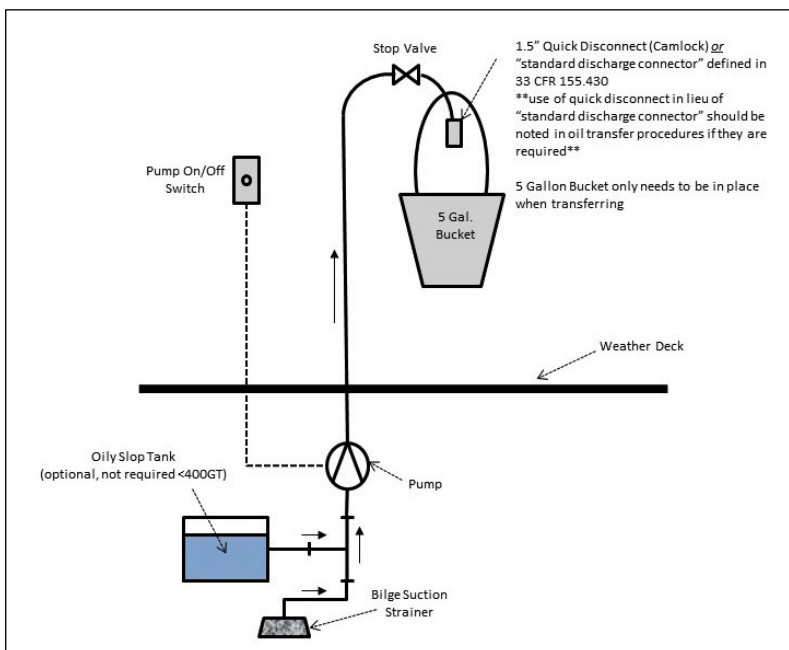 Stop Valve
1.5” Quick Disconnect (Camlock) or
“standard discharge connector” defined in
33 CFR 155.430
**use of quick disconnect in lieu of
“standard discharge connector” should be
noted in oil transfer procedures if they are
required**
5 Gallon Bucket only needs to be in place
when transferring
Pump On/Off
Switch
5 Gal.
Bucket
Weather Deck
Oily Slop Tank
(optional, not required <400GT)
Pump
Bilge Suction
Strainer